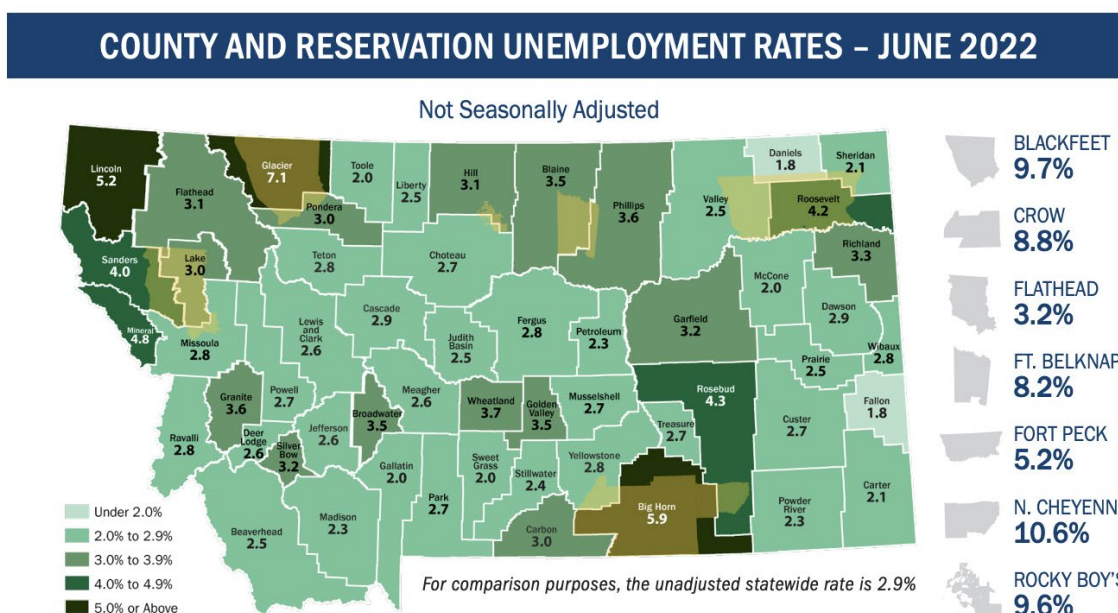 COUNTY AND RESERVATION UNEMPLOYMENT RATES – JUNE 2022
Not Seasonally Adjusted
Lincoln
5.2
Flathead
3.1
Glacier
7.1
Pondera
3.0
Toole
2.0
Liberty
2.5
Hill
3.1
Blaine
3.5
Phillips
3.6
Valley
2.5
Daniels
1.8
Sheridan
2.1
Roosevelt
4.2
Richland
3.3
Sanders
4.0
Lake
3.0
Teton
2.8
Choteau
2.7
McCone
2.0
Dawson
2.9
Mineral
4.8
Missoula
2.8
Lewis
and
Clark
2.6
Cascade
2.9
Judith
Basin
2.5
Fergus
2.8
Petroleum
2.3
Garfield
3.2
Prairie
2.5
Wibaux
2.8
Granite
3.6
Powell
2.7
Broadwater
3.5
Meagher
2.6
Wheatland
3.7
Golden
Valley
3.5
Musselshell
2.7
Rosebud
4.3
Fallon
1.8
Ravalli
2.8
Deer
Lodge
2.6
Silver
Bow
3.2
Jefferson
2.6
Treasure
2.7
Custer
2.7
Gallatin
2.0
Park
2.7
Sweet
Grass
2.0
Stillwater
2.4
Yellowstone
2.8
Carter
2.1
Beaverhead
2.5
Madison
2.3
Carbon
3.0
Big Horn
5.9
Powder
River
2.3
Under 2.0%
2.0% to 2.9%
3.0% to 3.9%
4.0% to 4.9%
5.0% or Above
For comparison purposes, the unadjusted statewide rate is 2.9%
BLACKFEET
9.7%
CROW
8.8%
FLATHEAD
3.2%
FT. BELKNAP
8.2%
FORT PECK
5.2%
N. CHEYENN
10.6%
ROCKY BOY'S
9.6%